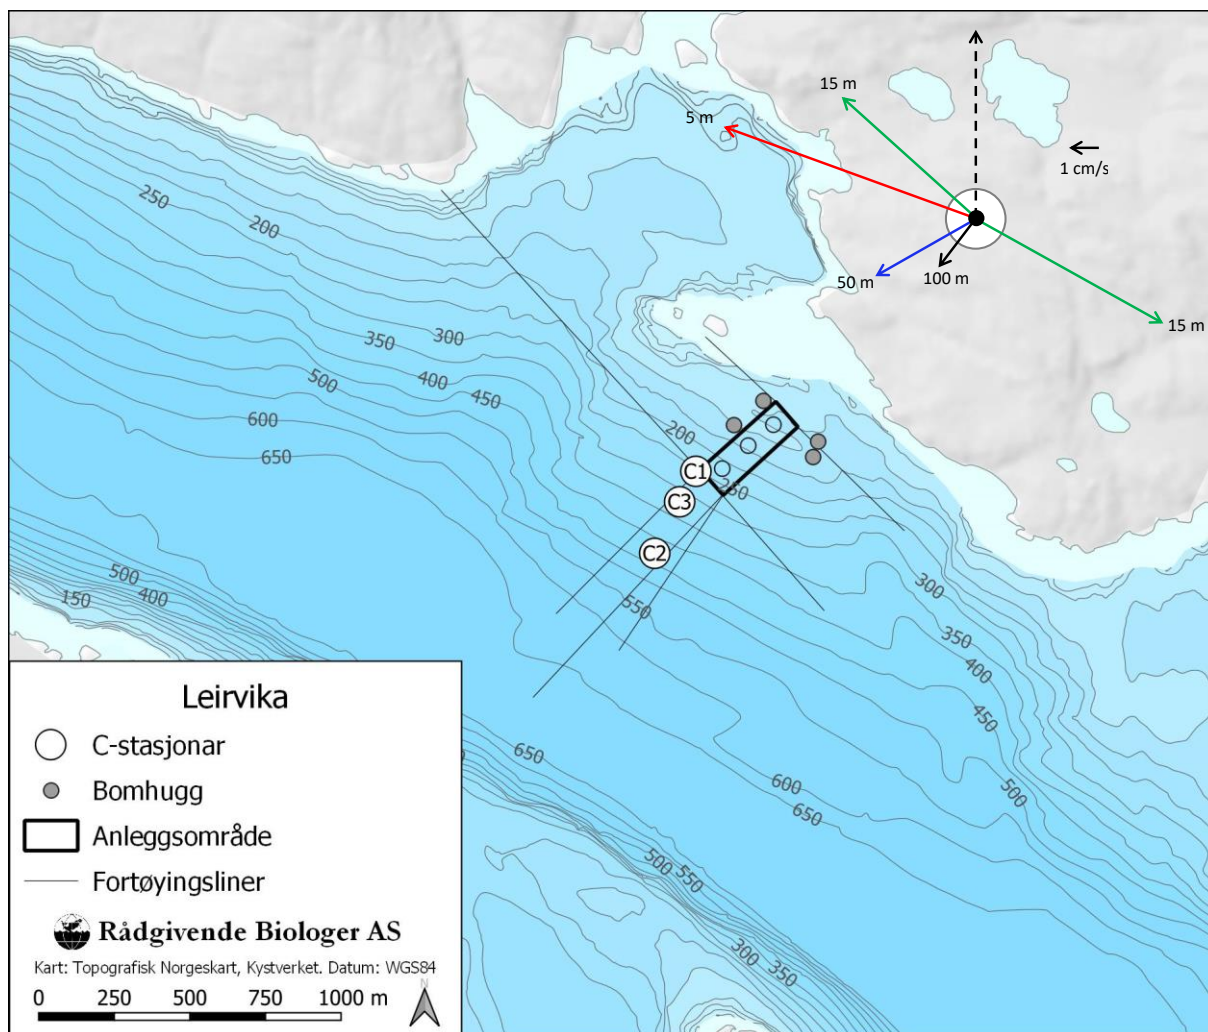 15 m
5 m
1 cm/s
50 m
100 m
15 m
250
200
300
350
400
500
450
600
650
200
C1
250
C3
C2
550
300
350
400
450
500
500
400
150
650
600
650
500
550
300
350
Leirvika
C-stasjonar
Bomhugg
Anleggsområde
Fortøyingsliner
Rådgivende Biologer AS
Kart: Topografisk Norgeskart, Kystverket. Datum: WGS84
N
0 250 500 750 1000 m